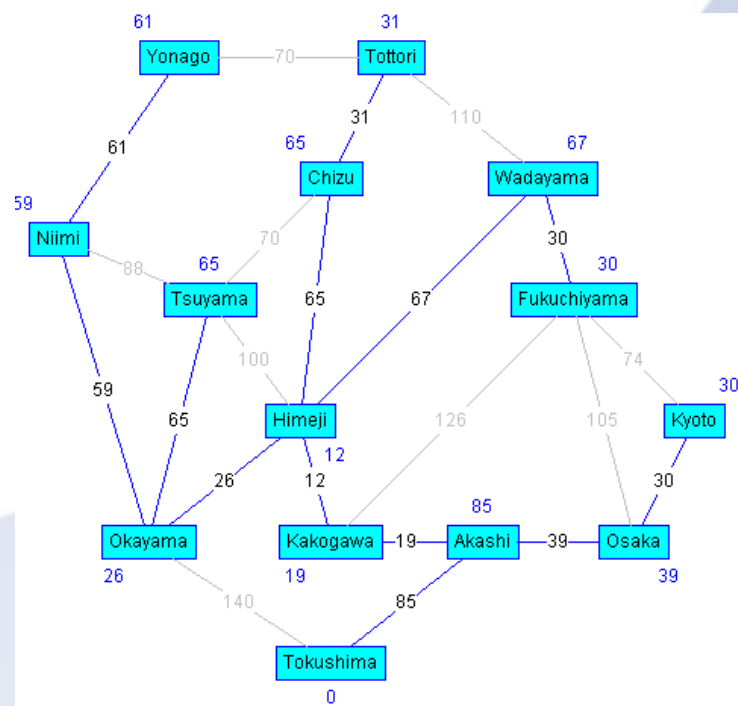 61
31
Yonago
70
Tottori
31
110
65
67
61
Chizu
Wadayama
59
70
Niimi
30
65
30
88
Tsuyama
Fukuchiyama
65
67
100
74
59
30
65
Himeji
126
105
Kyoto
12
26
12
30
85
Okayama
Kakogawa
19
Akashi
39
Osaka
26
19
39
140
85
Tokushima
0